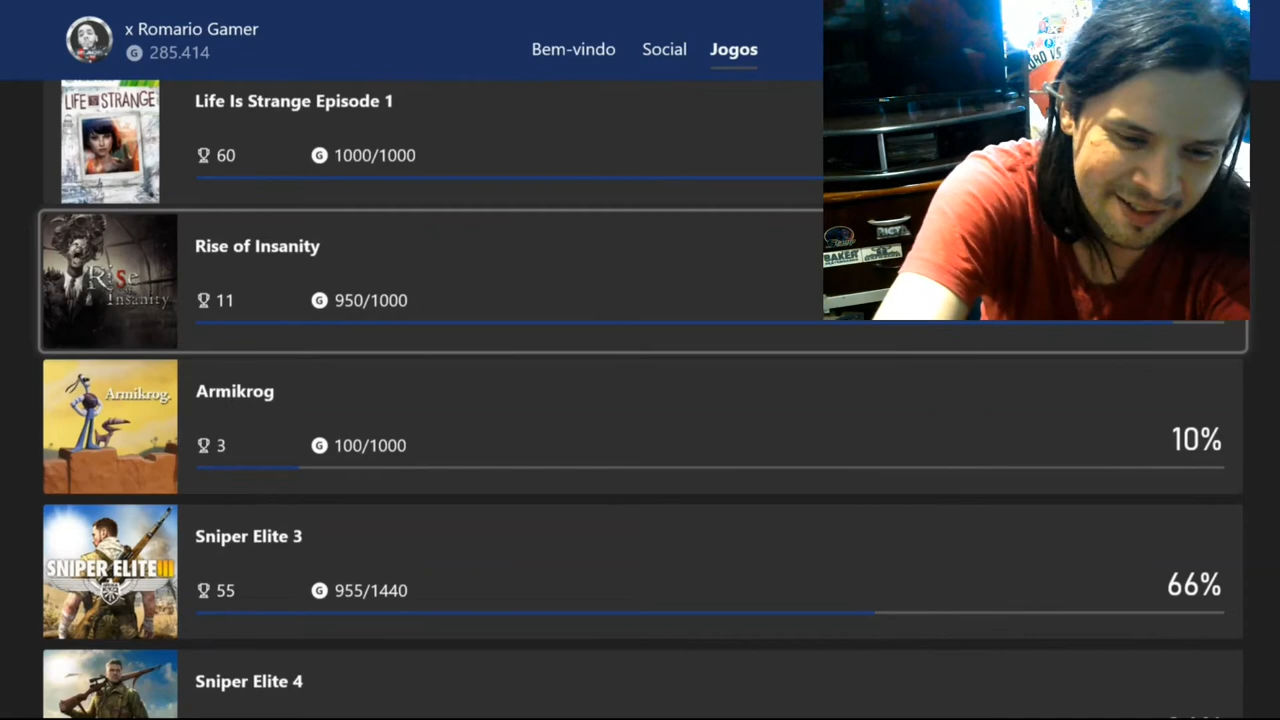 x Romario Gamer
G 285.414
Bem-vindo Social Jogos
LIFE IS STRANGE
Life Is Strange Episode 1
60 G 1000/1000
Rise of Insanity
Rise of Insanity
11 G 950/1000
Armikrog.
Armikrog
3 G 100/1000
10%
SNIPER ELITE III
Sniper Elite 3
55 G 955/1440
66%
Sniper Elite 4
BAKER